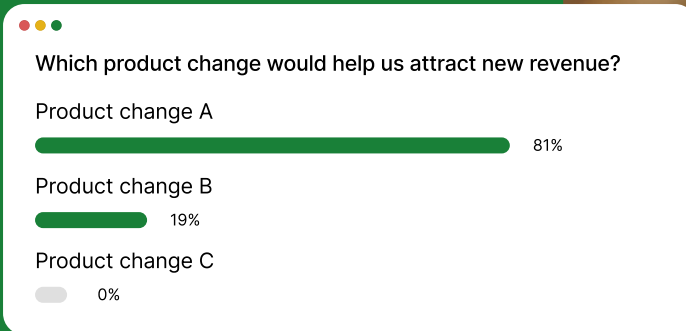 Which product change would help us attract new revenue?
Product change A
81%
Product change B
19%
Product change C
0%